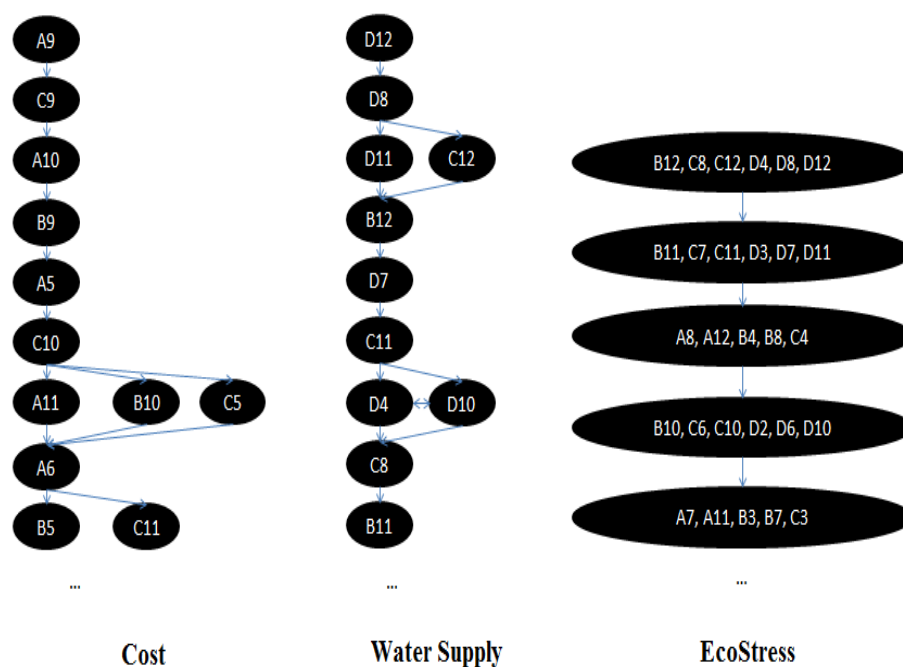 A9
C9
A10
B9
A5
C10
A11 B10 C5
A6
B5 C11
...
Cost
D12
D8
D11 C12
B12
D7
C11
D4 D10
C8
B11
...
Water Supply
B12, C8, C12, D4, D8, D12
B11, C7, C11, D3, D7, D11
A8, A12, B4, B8, C4
B10, C6, C10, D2, D6, D10
A7, A11, B3, B7, C3
...
EcoStress